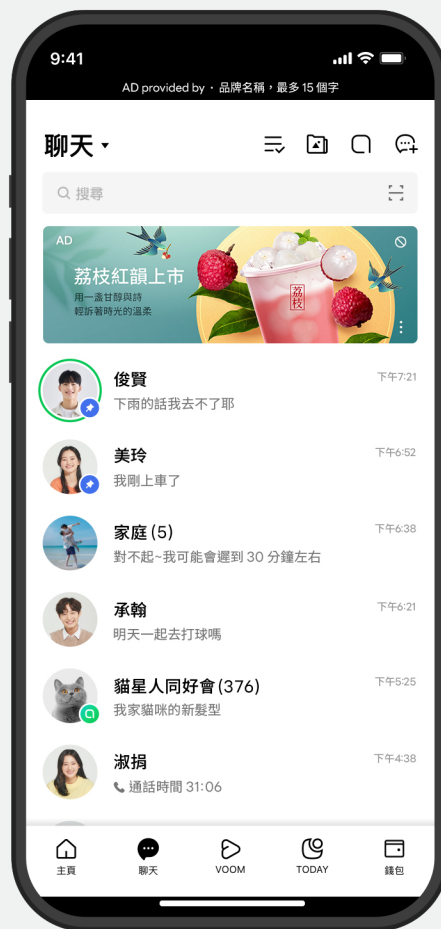 9:41
AD provided by・品牌名稱，最多 15 個字
聊天
搜尋
AD
荔枝紅韻上市
用一盞甘醇與詩
輕訴著時光的溫柔
荔枝
俊賢
下午7:21
下雨的話我去不了耶
美玲
下午6:52
我剛上車了
家庭 (5)
下午6:38
對不起~我可能會遲到 30 分鐘左右
承翰
下午6:21
明天一起去打球嗎
貓星人同好會 (376)
下午5:25
我家貓咪的新髮型
淑捐
下午4:38
通話時間 31:06
主頁
聊天
VOOM
TODAY
錢包